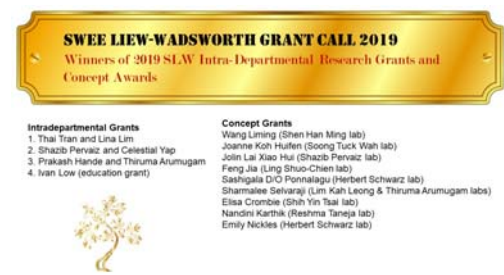 SWEE LIEW-WADSWORTH GRANT CALL 2019
Winners of 2019 SLW Intra-Departmental Research Grants and
Concept Awards
Intradepartmental Grants
1. Thai Tran and Lina Lim
2. Shazib Pervaiz and Celestial Yap
3. Prakash Hande and Thiruma Arumugam
4. Ivan Low (education grant)
Concept Grants
Wang Liming (Shen Han Ming lab)
Joanne Koh Huifen (Soong Tuck Wah lab)
Jolin Lai Xiao Hui (Shazib Pervaiz lab)
Feng Jia (Ling Shuo-Chien lab)
Sashigala D/O Ponnalagu (Herbert Schwarz lab)
Sharmalee Selvaraji (Lim Kah Leong & Thiruma Arumugam labs)
Elisa Crombie (Shih Yin Tsai lab)
Nandini Karthik (Reshma Taneja lab)
Emily Nickles (Herbert Schwarz lab)